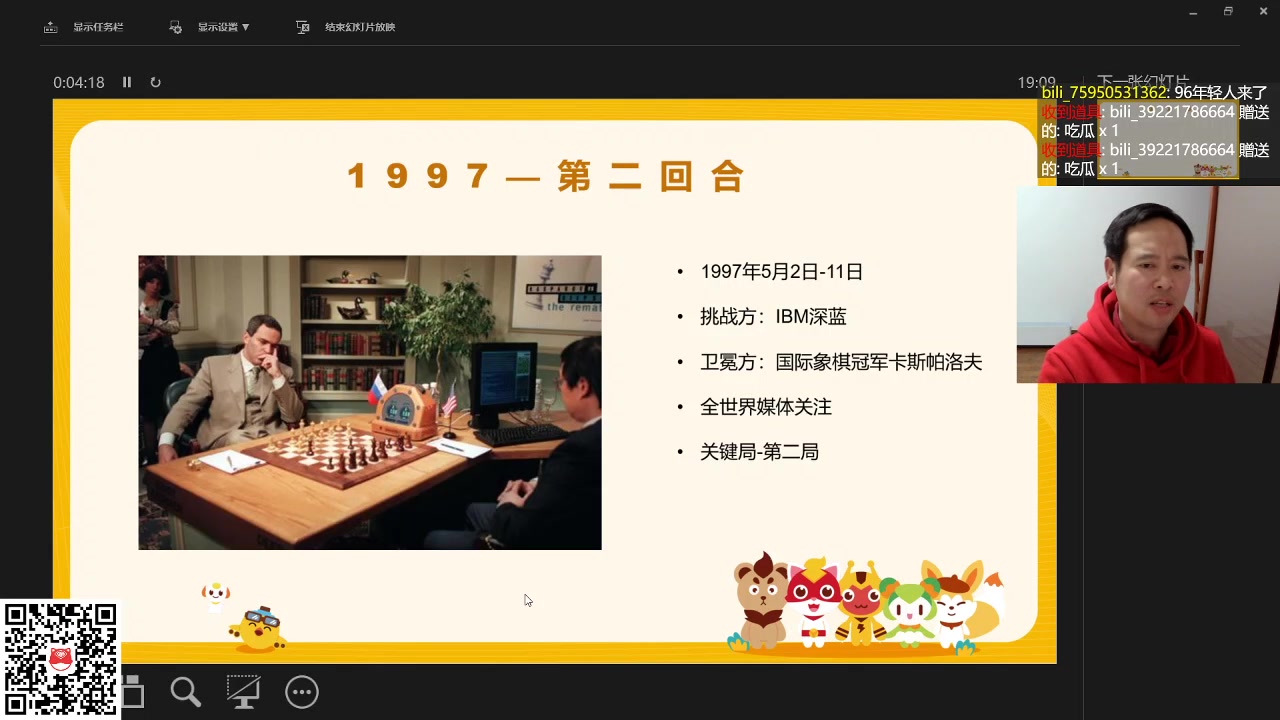 显示任务栏
显示设置 ▼
结束幻灯片放映
0:04:18
19:09
下一张幻灯片
bili_75950531362: 96年轻人来了
收到道具: bili_39221786664 赠送
的: 吃瓜 x 1
收到道具: bili_39221786664 赠送
的: 吃瓜 x 1
1997—第二回合
• 1997年5月2日-11日
• 挑战方：IBM深蓝
• 卫冕方：国际象棋冠军卡斯帕洛夫
• 全世界媒体关注
• 关键局-第二局
the remat